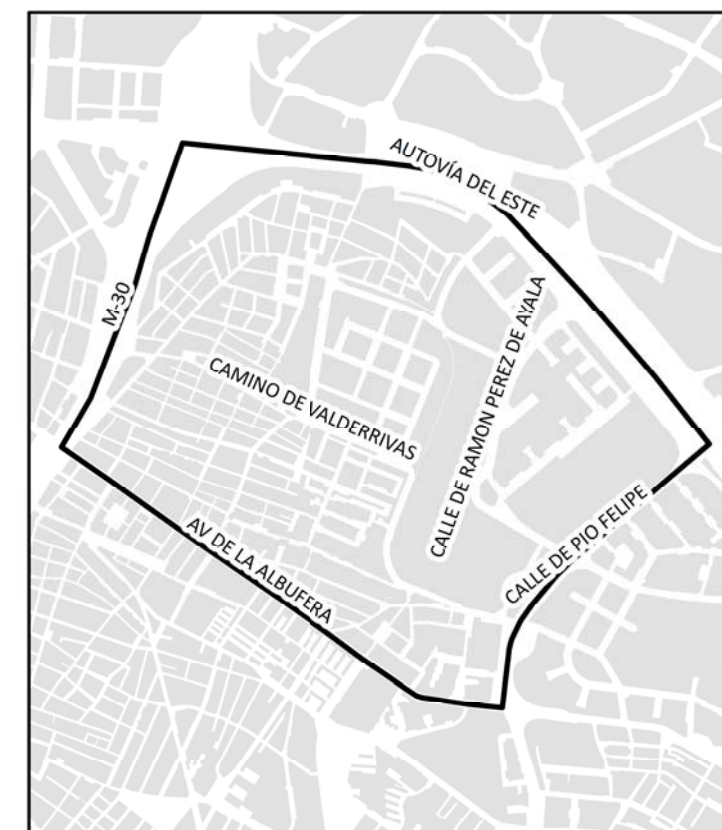 AUTOVÍA DEL ESTE
M-30
CALLE DE RAMON PEREZ DE AYALA
CAMINO DE VALDERRIVAS
CALLE DE PIO FELIPE
AV DE LA ALBUFERA